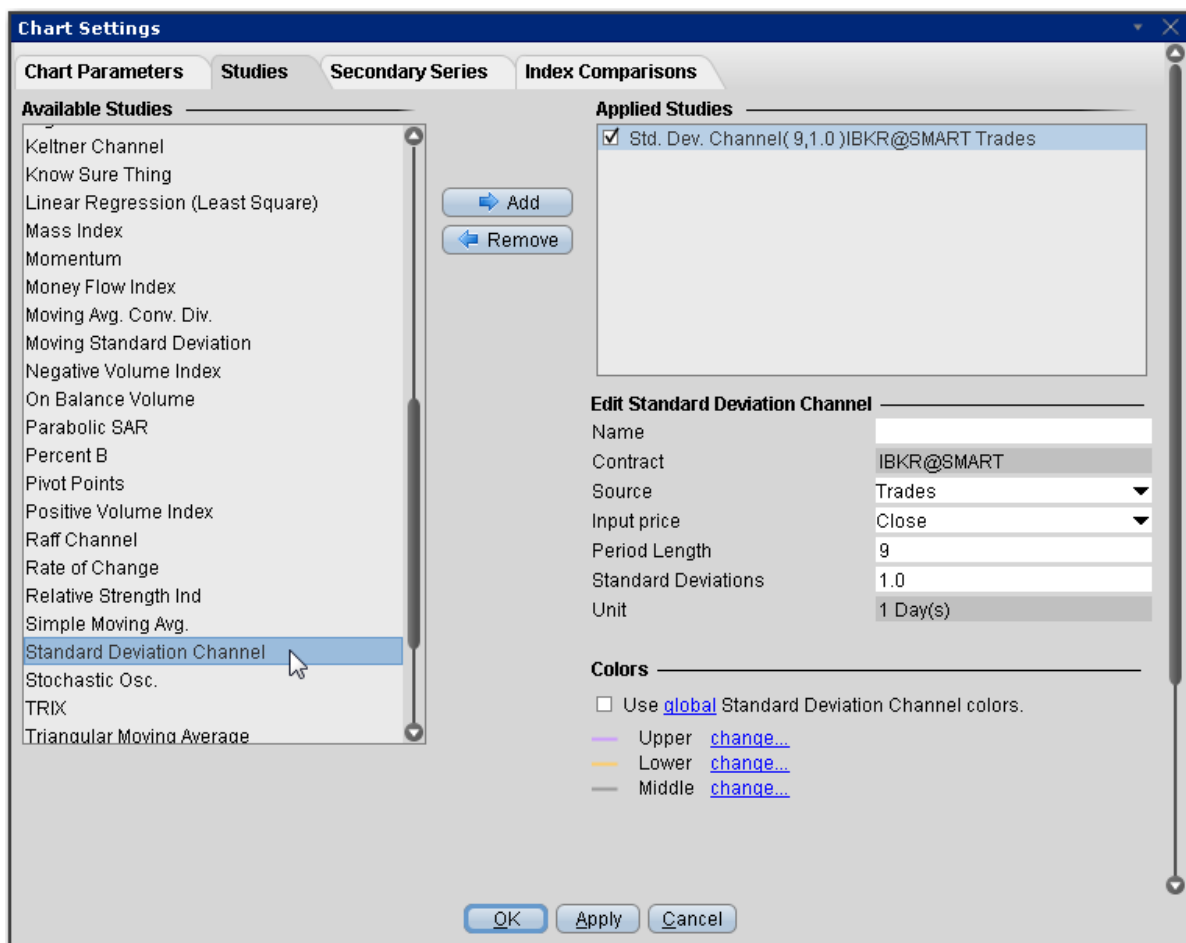 Chart Settings
Chart Parameters
Studies
Secondary Series
Index Comparisons
Available Studies
Keltner Channel
Know Sure Thing
Linear Regression (Least Square)
Mass Index
Momentum
Money Flow Index
Moving Avg. Conv. Div.
Moving Standard Deviation
Negative Volume Index
On Balance Volume
Parabolic SAR
Percent B
Pivot Points
Positive Volume Index
Raff Channel
Rate of Change
Relative Strength Ind
Simple Moving Avg.
Standard Deviation Channel
Stochastic Osc.
TRIX
Triangular Moving Average
Add
Remove
Applied Studies
Std. Dev. Channel( 9,1.0 )IBKR@SMART Trades
Edit Standard Deviation Channel
Name
Contract IBKR@SMART
Source Trades
Input price Close
Period Length 9
Standard Deviations 1.0
Unit 1 Day(s)
Colors
Use global Standard Deviation Channel colors.
Upper change...
Lower change...
Middle change...
OK
Apply
Cancel